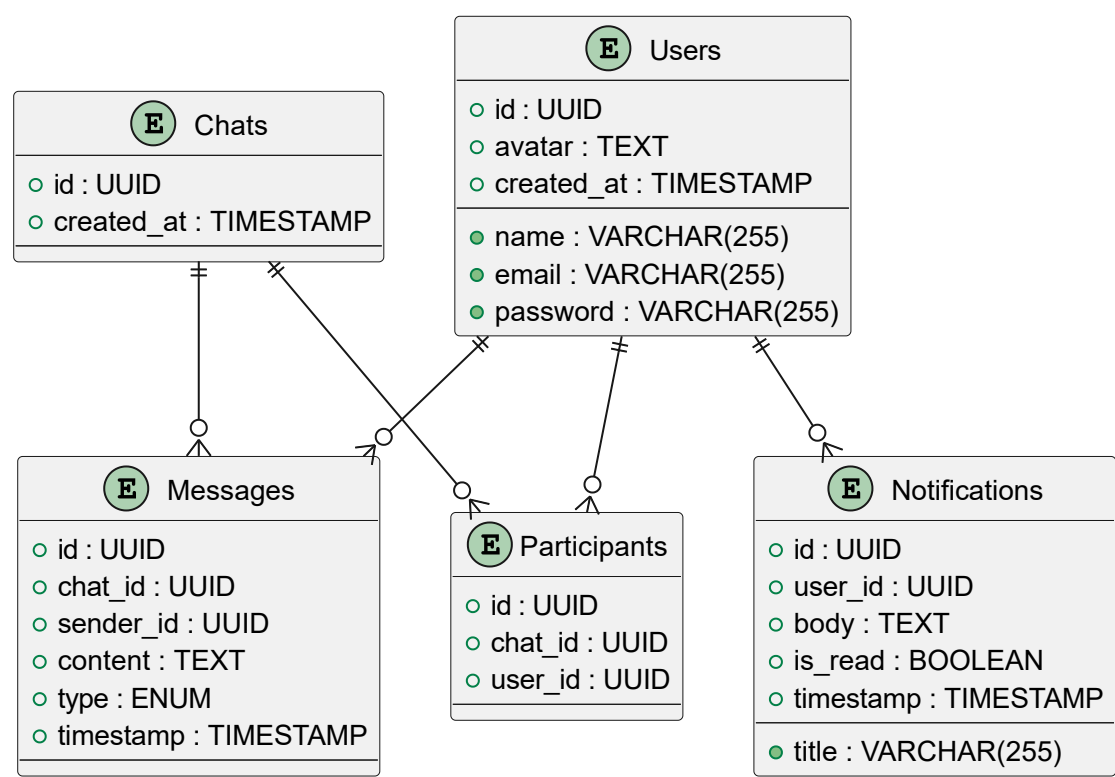 E Users
id : UUID
avatar : TEXT
created_at : TIMESTAMP
name : VARCHAR(255)
email : VARCHAR(255)
password : VARCHAR(255)
E Chats
id : UUID
created_at : TIMESTAMP
E Messages
id : UUID
chat_id : UUID
sender_id : UUID
content : TEXT
type : ENUM
timestamp : TIMESTAMP
E Participants
id : UUID
chat_id : UUID
user_id : UUID
E Notifications
id : UUID
user_id : UUID
body : TEXT
is_read : BOOLEAN
timestamp : TIMESTAMP
title : VARCHAR(255)